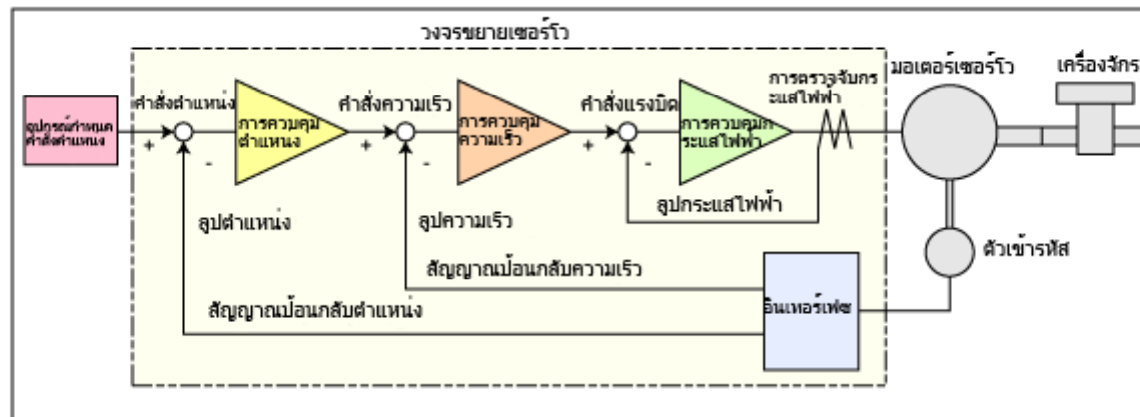 วงจรขยายเซอร์โว
มอเตอร์เซอร์โว
เครื่องจักร
การตรวจจับกร
ะแสไฟฟ้า
คำสั่งตำแหน่ง
คำสั่งความเร็ว
คำสั่งแรงบิด
อุปกรณ์กำหนด
คำสั่งตำแหน่ง
การควบคุม
ตำแหน่ง
การควบคุม
ความเร็ว
การควบคุมก
ระแสไฟฟ้า
+
-
+
-
+
-
ลูปตำแหน่ง
ลูปความเร็ว
ลูปกระแสไฟฟ้า
ตัวเข้ารหัส
สัญญาณป้อนกลับความเร็ว
สัญญาณป้อนกลับตำแหน่ง
อินเทอร์เฟซ